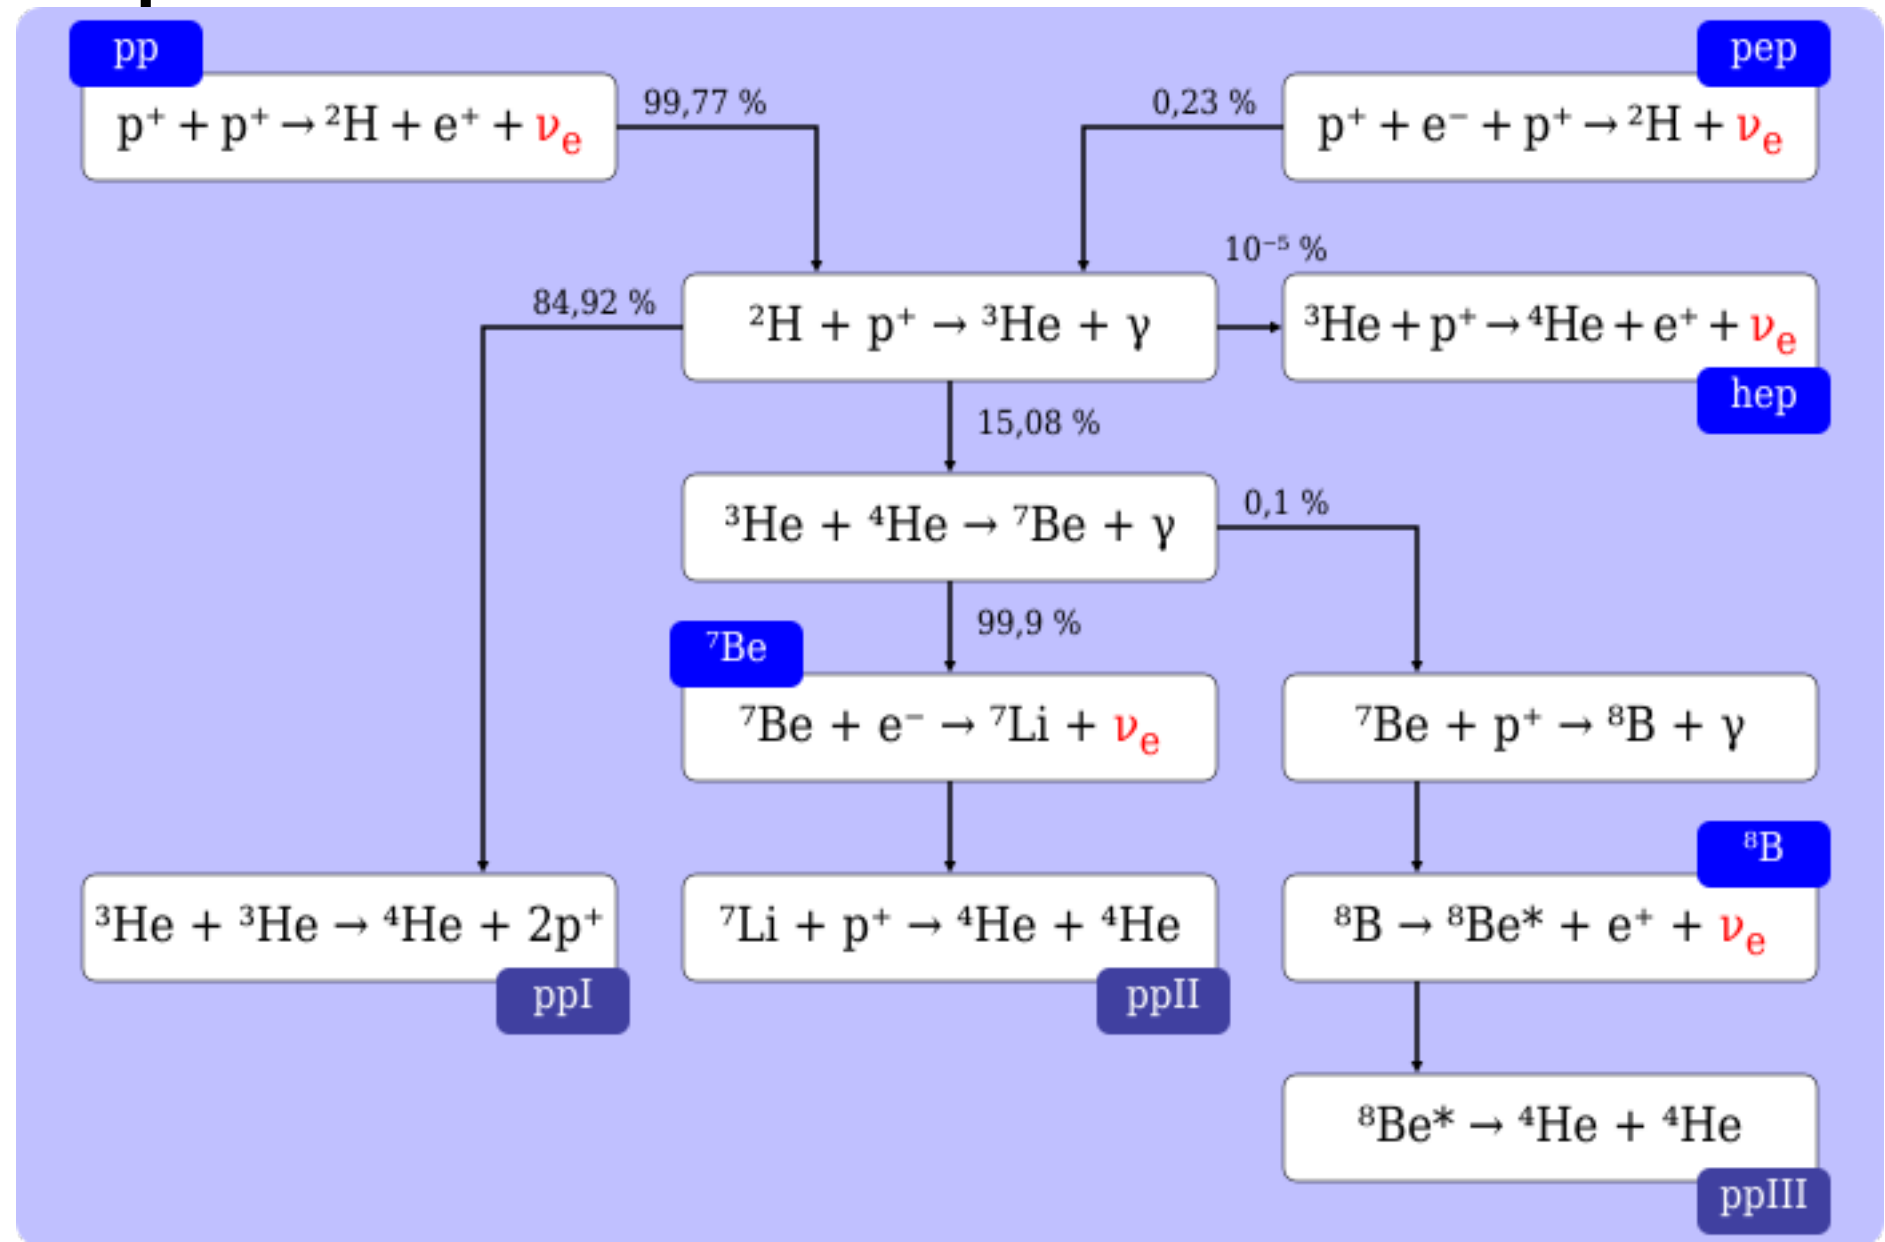 pp
pep
p⁺ + p⁺ → ²H + e⁺ + νₑ
99,77 %
0,23 %
p⁺ + e⁻ + p⁺ → ²H + νₑ
84,92 %
²H + p⁺ → ³He + γ
10⁻⁵ %
³He + p⁺ → ⁴He + e⁺ + νₑ
hep
15,08 %
³He + ⁴He → ⁷Be + γ
0,1 %
99,9 %
⁷Be
⁷Be + e⁻ → ⁷Li + νₑ
⁷Be + p⁺ → ⁸B + γ
⁸B
³He + ³He → ⁴He + 2p⁺
ppI
⁷Li + p⁺ → ⁴He + ⁴He
ppII
⁸B → ⁸Be* + e⁺ + νₑ
⁸Be* → ⁴He + ⁴He
ppIII